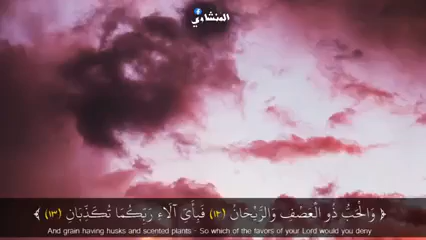 المنشاوي
﴿ وَالْحَبُّ ذُو الْعَصْفِ وَالرَّيْحَانُ (١٢) فَبِأَيِّ آلَاءِ رَبِّكُمَا تُكَذِّبَانِ (١٣) ﴾
And grain having husks and scented plants - So which of the favors of your Lord would you deny